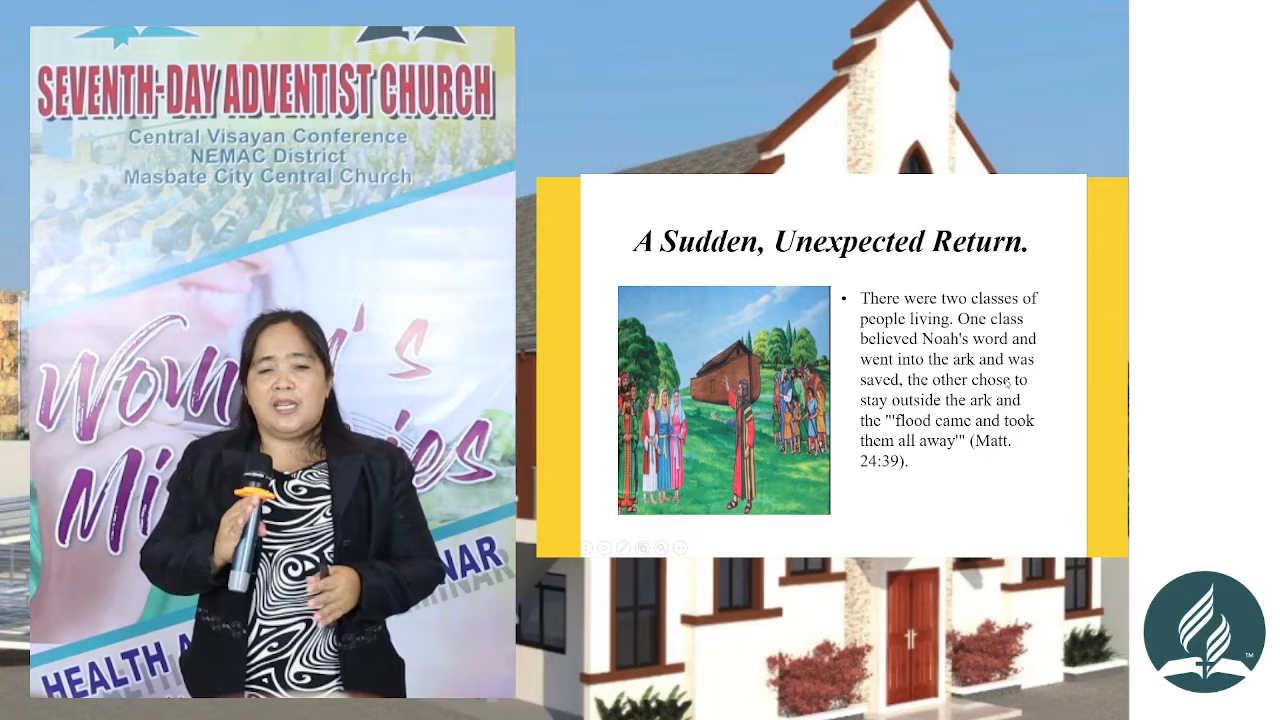 SEVENTH-DAY ADVENTIST CHURCH
Central Visayan Conference
NEMAC District
Masbate City Central Church
HEALTH
A Sudden, Unexpected Return.
• There were two classes of
people living. One class
believed Noah's word and
went into the ark and was
saved, the other chose to
stay outside the ark and
the "'flood came and took
them all away'" (Matt.
24:39).
TM